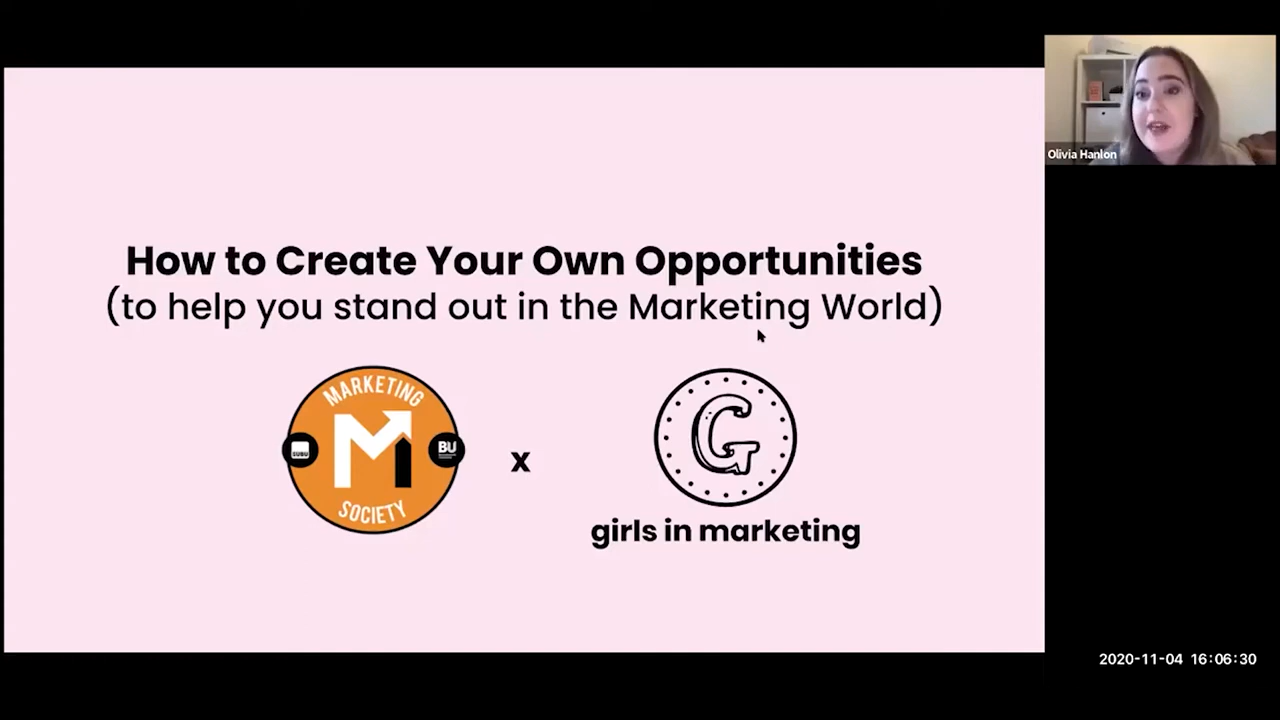 Olivia Hanlon
How to Create Your Own Opportunities
(to help you stand out in the Marketing World)
MARKETING
M
SUBU
BU
SOCIETY
x
G
girls in marketing
2020-11-04 16:06:30